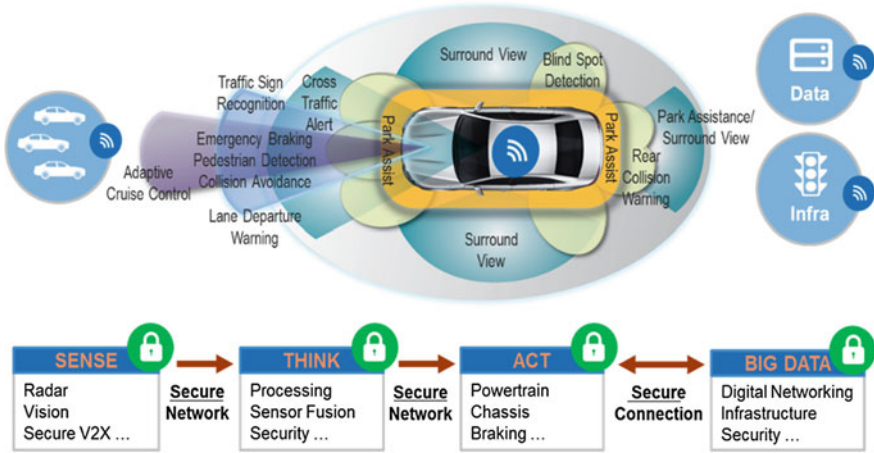 Surround View
Blind Spot
Detection
Data
Traffic Sign
Recognition
Cross
Traffic
Alert
Park Assistance/
Surround View
Emergency Braking
Pedestrian Detection
Collision Avoidance
Adaptive
Cruise Control
Park Assist
Park Assist
Rear
Collision
Warning
Lane Departure
Warning
Surround
View
Infra
SENSE
Radar
Vision
Secure V2X ...
Secure
Network
THINK
Processing
Sensor Fusion
Security ...
Secure
Network
ACT
Powertrain
Chassis
Braking ...
Secure
Connection
BIG DATA
Digital Networking
Infrastructure
Security ...